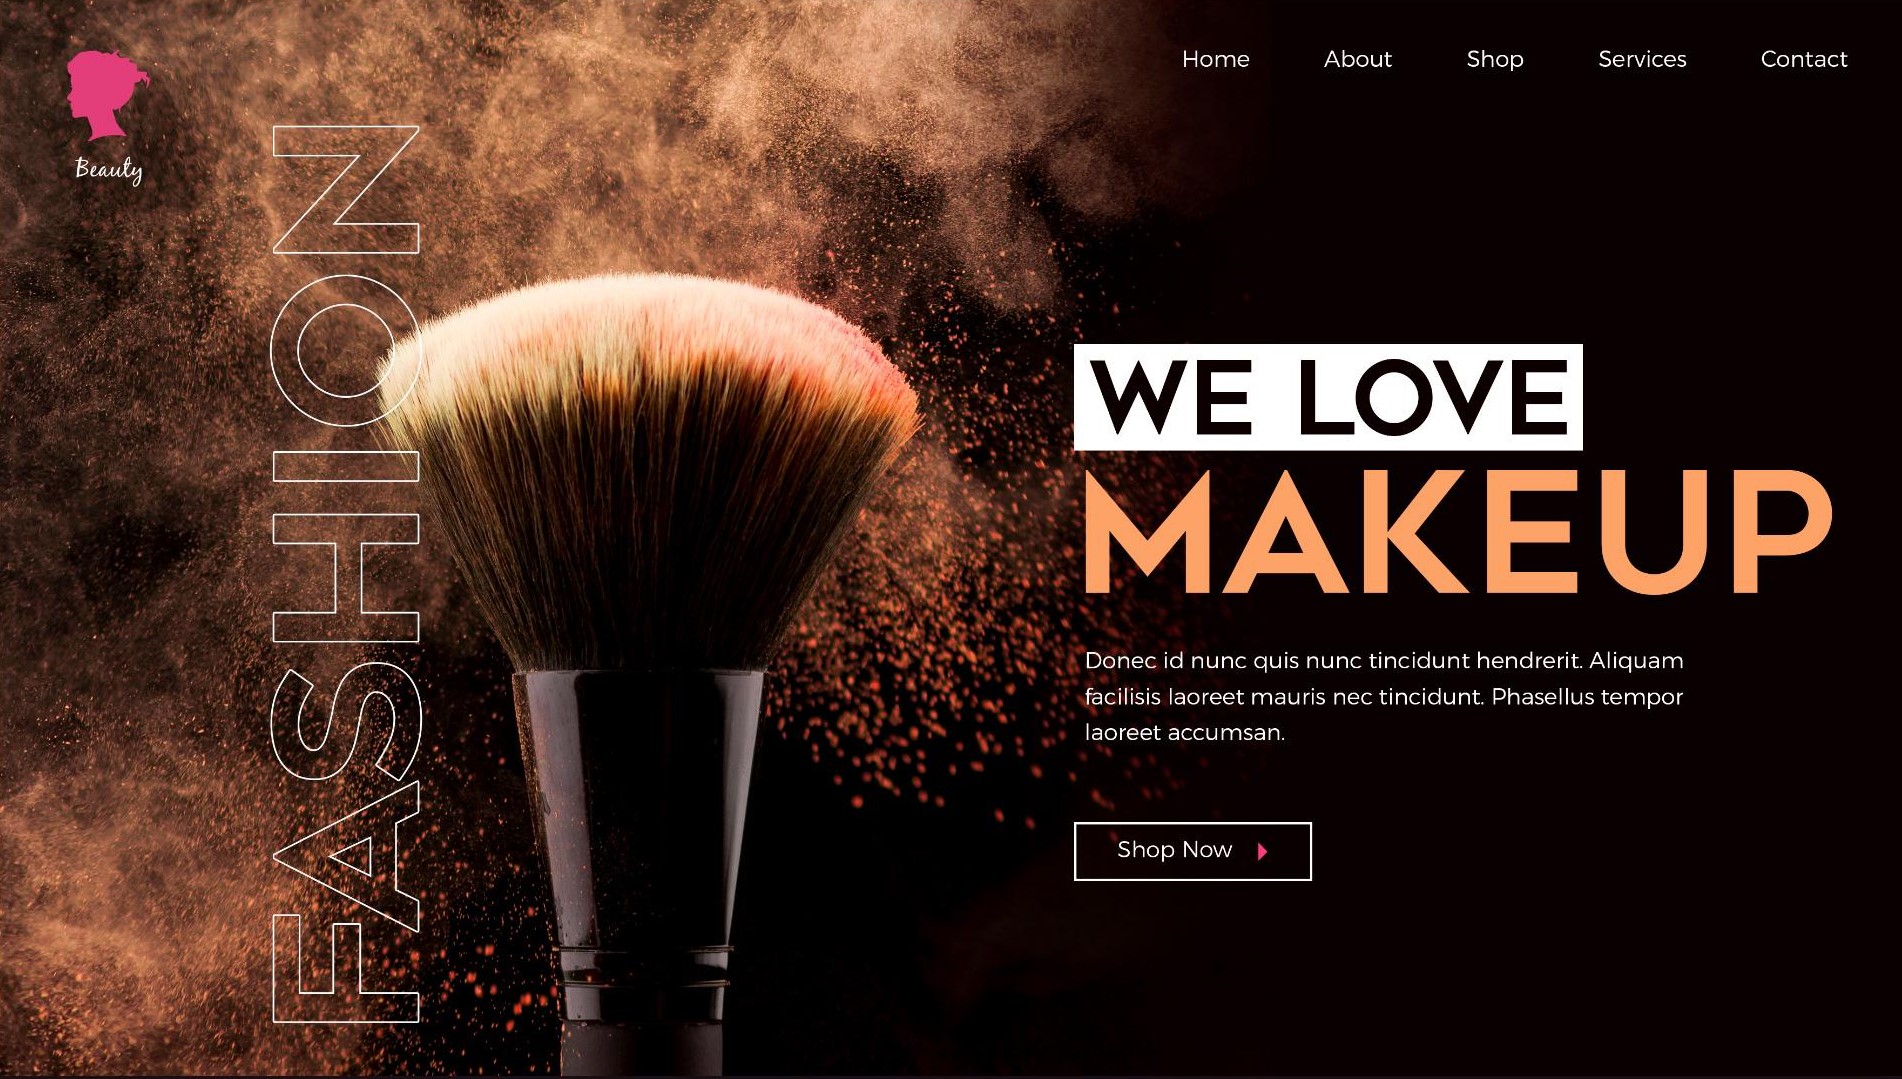 Beauty
Home About Shop Services Contact
FASHION
WE LOVE
MAKEUP
Donec id nunc quis nunc tincidunt hendrerit. Aliquam
facilisis laoreet mauris nec tincidunt. Phasellus tempor
laoreet accumsan.
Shop Now